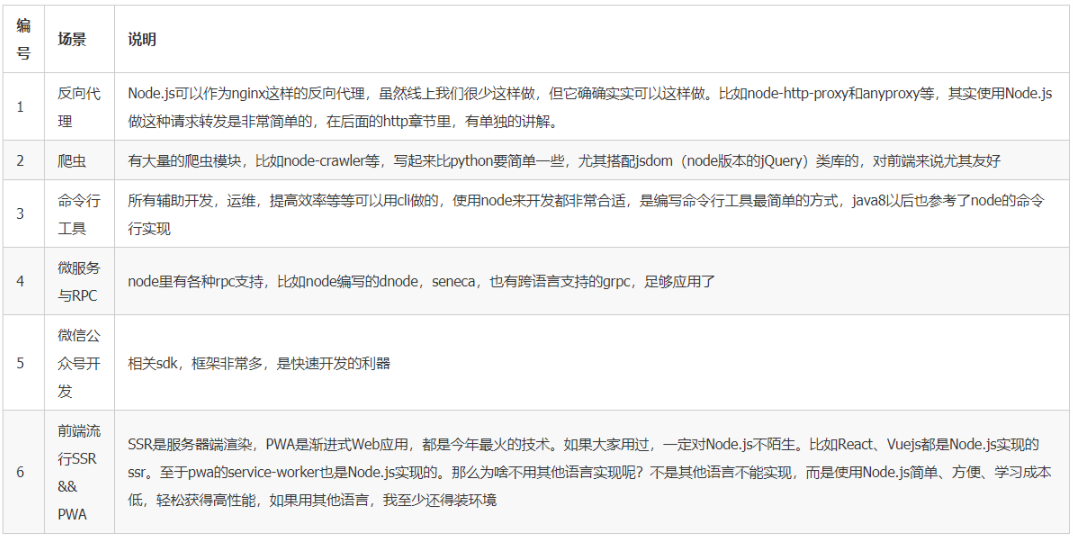 编
号
场景
说明
1
反向代
理
Node.js可以作为nginx这样的反向代理，虽然线上我们很少这样做，但它确确实实可以这样做。比如node-http-proxy和anyproxy等，其实使用Node.js
做这种请求转发是非常简单的，在后面的http章节里，有单独的讲解。
2
爬虫
有大量的爬虫模块，比如node-crawler等，写起来比python要简单一些，尤其搭配jsdom（node版本的jQuery）类库的，对前端来说尤其友好
3
命令行
工具
所有辅助开发，运维，提高效率等等可以用cli做的，使用node来开发都非常合适，是编写命令行工具最简单的方式，java8以后也参考了node的命令
行实现
4
微服务
与RPC
node里有各种rpc支持，比如node编写的dnode，seneca，也有跨语言支持的grpc，足够应用了
5
微信公
众号开
发
相关sdk，框架非常多，是快速开发的利器
6
前端流
行SSR
&&
PWA
SSR是服务器端渲染，PWA是渐进式Web应用，都是今年最火的技术。如果大家用过，一定对Node.js不陌生。比如React、Vuejs都是Node.js实现的
ssr。至于pwa的service-worker也是Node.js实现的。那么为啥不用其他语言实现呢？不是其他语言不能实现，而是使用Node.js简单、方便、学习成本
低，轻松获得高性能，如果用其他语言，我至少还得装环境